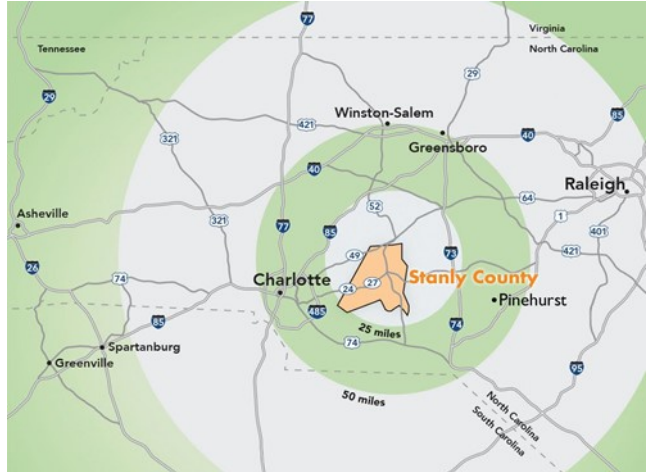 77
Virginia
North Carolina
Tennessee
29
29
85
Winston-Salem
421
321
Greensboro
40
40
Raleigh
64
52
1
321
Asheville
77
85
401
421
49
73
26
74
Charlotte
24
27
Stanly County
Pinehurst
485
85
25 miles
74
74
Spartanburg
Greenville
95
50 miles
North Carolina
South Carolina